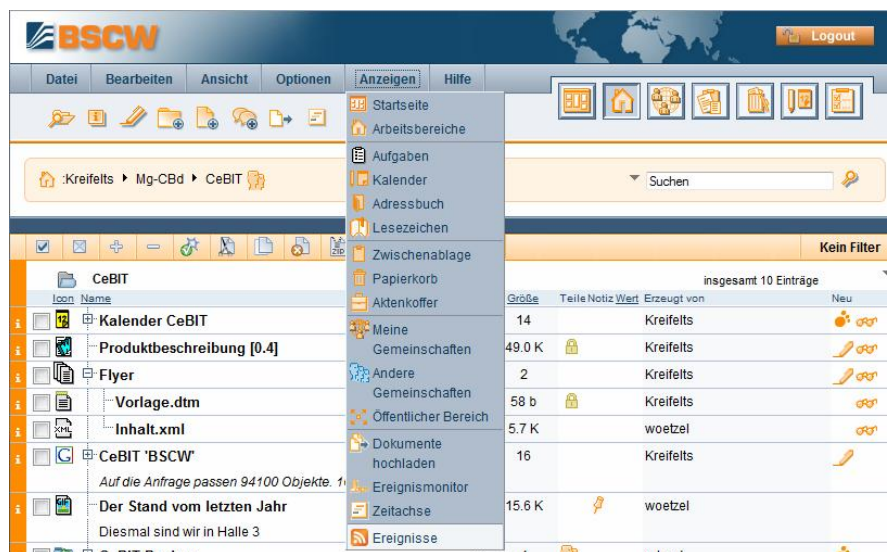 BSCW
Logout
Datei Bearbeiten Ansicht Optionen Anzeigen Hilfe
Startseite
Arbeitsbereiche
Aufgaben
Kalender
Adressbuch
Lesezeichen
Zwischenablage
Papierkorb
Aktenkoffer
Meine
Gemeinschaften
Andere
Gemeinschaften
Öffentlicher Bereich
Dokumente
hochladen
Ereignismonitor
Zeitachse
Ereignisse
:Kreifelts Mg-CBd CeBIT
Suchen
ZIP
Kein Filter
CeBIT insgesamt 10 Einträge
Icon Name Größe Teile Notiz Wert Erzeugt von Neu
Kalender CeBIT 14 Kreifelts
Produktbeschreibung [0.4] 49.0 K Kreifelts
Flyer 2 Kreifelts
Vorlage.dtm 58 b Kreifelts
XML Inhalt.xml 5.7 K woetzel
G CeBIT 'BSCW' 16 Kreifelts
Auf die Anfrage passen 94100 Objekte.
GIF Der Stand vom letzten Jahr 15.6 K woetzel
Diesmal sind wir in Halle 3